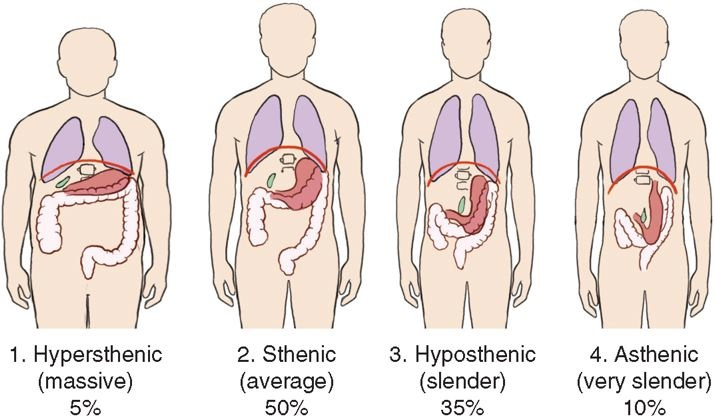 1. Hypersthenic
(massive)
5%
2. Sthenic
(average)
50%
3. Hyposthenic
(slender)
35%
4. Asthenic
(very slender)
10%